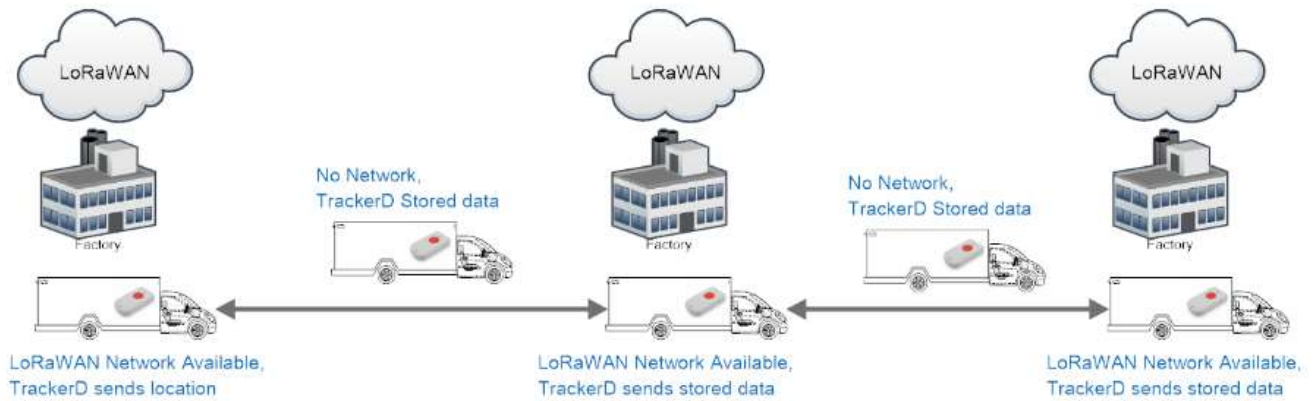 LoRaWAN
LoRaWAN
LoRaWAN
No Network,
TrackerD Stored data
No Network,
TrackerD Stored data
Factory
Factory
Factory
LoRaWAN Network Available,
TrackerD sends location
LoRaWAN Network Available,
TrackerD sends stored data
LoRaWAN Network Available,
TrackerD sends stored data